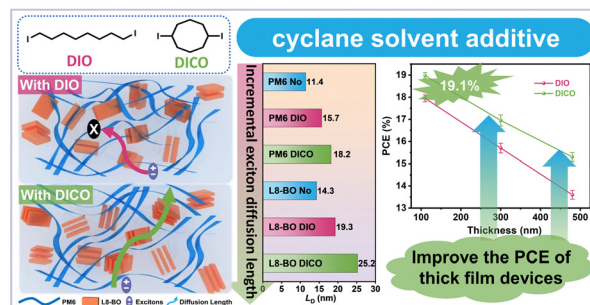 I
I
I
I
DIO
DICO
cyclane solvent additive
With DIO
X
With DICO
PM6
L8-BO
Excitons
Diffusion Length
Incremental exciton diffusion length
PM6 No 11.4
PM6 DIO 15.7
PM6 DICO 18.2
L8-BO No 14.3
L8-BO DIO 19.3
L8-BO DICO 25.2
0 5 10 15 20 25 30
L_D (nm)
19.1%
DIO
DICO
PCE (%)
19
18
17
16
15
14
13
100 200 300 400 500
Thickness (nm)
Improve the PCE of
thick film devices